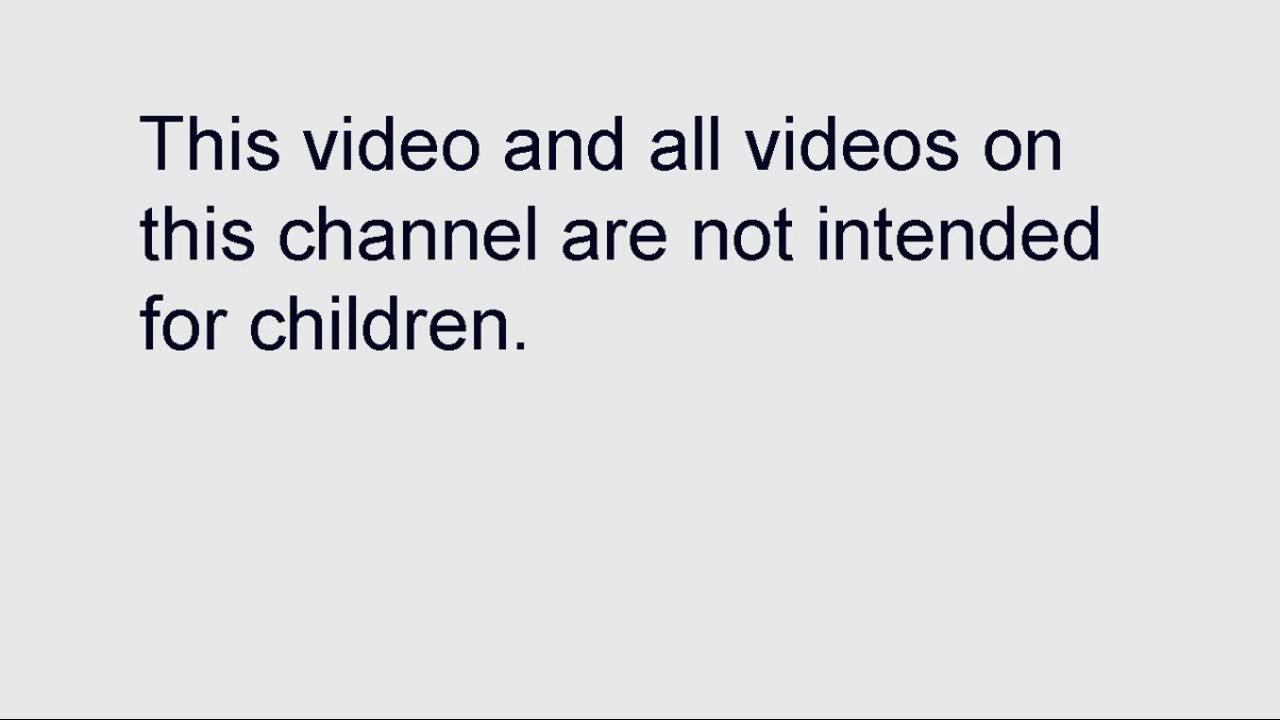 This video and all videos on
this channel are not intended
for children.